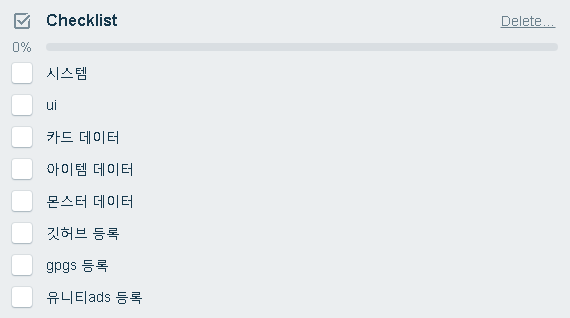 Checklist Delete...
0%
시스템
ui
카드 데이터
아이템 데이터
몬스터 데이터
깃허브 등록
gpgs 등록
유니티ads 등록